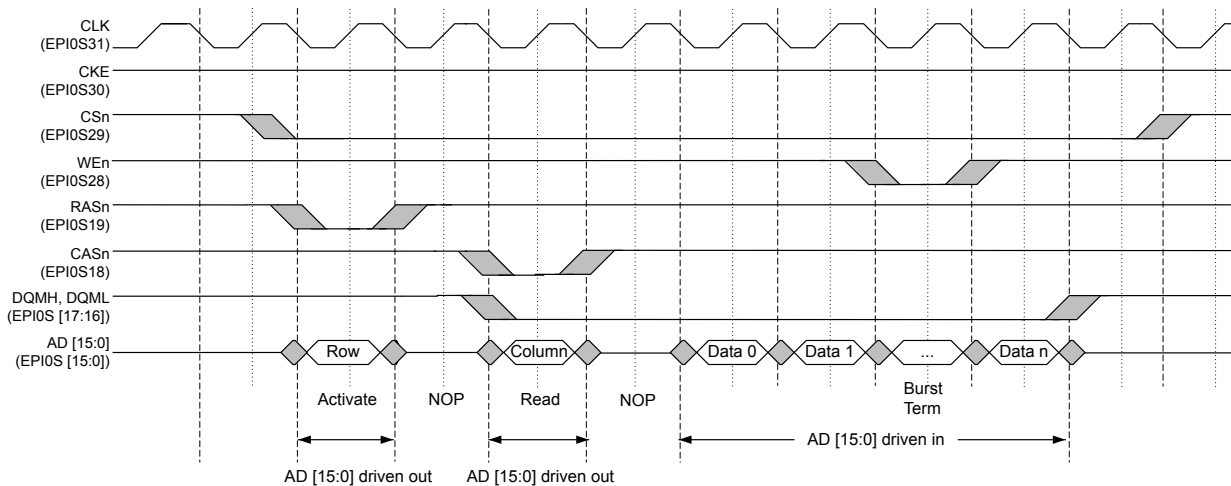 CLK
(EPI0S31)
CKE
(EPI0S30)
CSn
(EPI0S29)
WEn
(EPI0S28)
RASn
(EPI0S19)
CASn
(EPI0S18)
DQMH, DQML
(EPI0S [17:16])
AD [15:0]
(EPI0S [15:0])
Row Column Data 0 Data 1 ... Data n
Activate NOP Read NOP Burst
Term
AD [15:0] driven in
AD [15:0] driven out AD [15:0] driven out